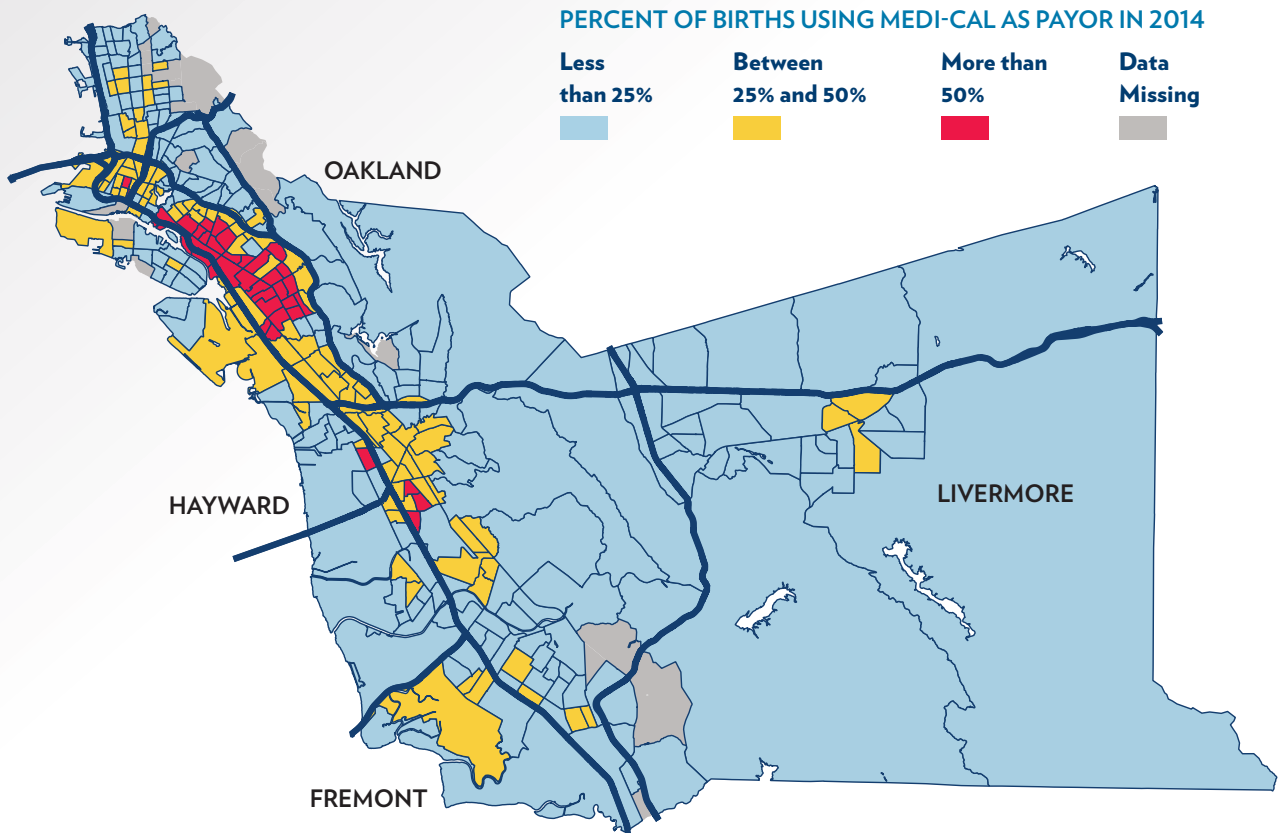 PERCENT OF BIRTHS USING MEDI-CAL AS PAYOR IN 2014
Less
than 25%
Between
25% and 50%
More than
50%
Data
Missing
OAKLAND
HAYWARD
LIVERMORE
FREMONT